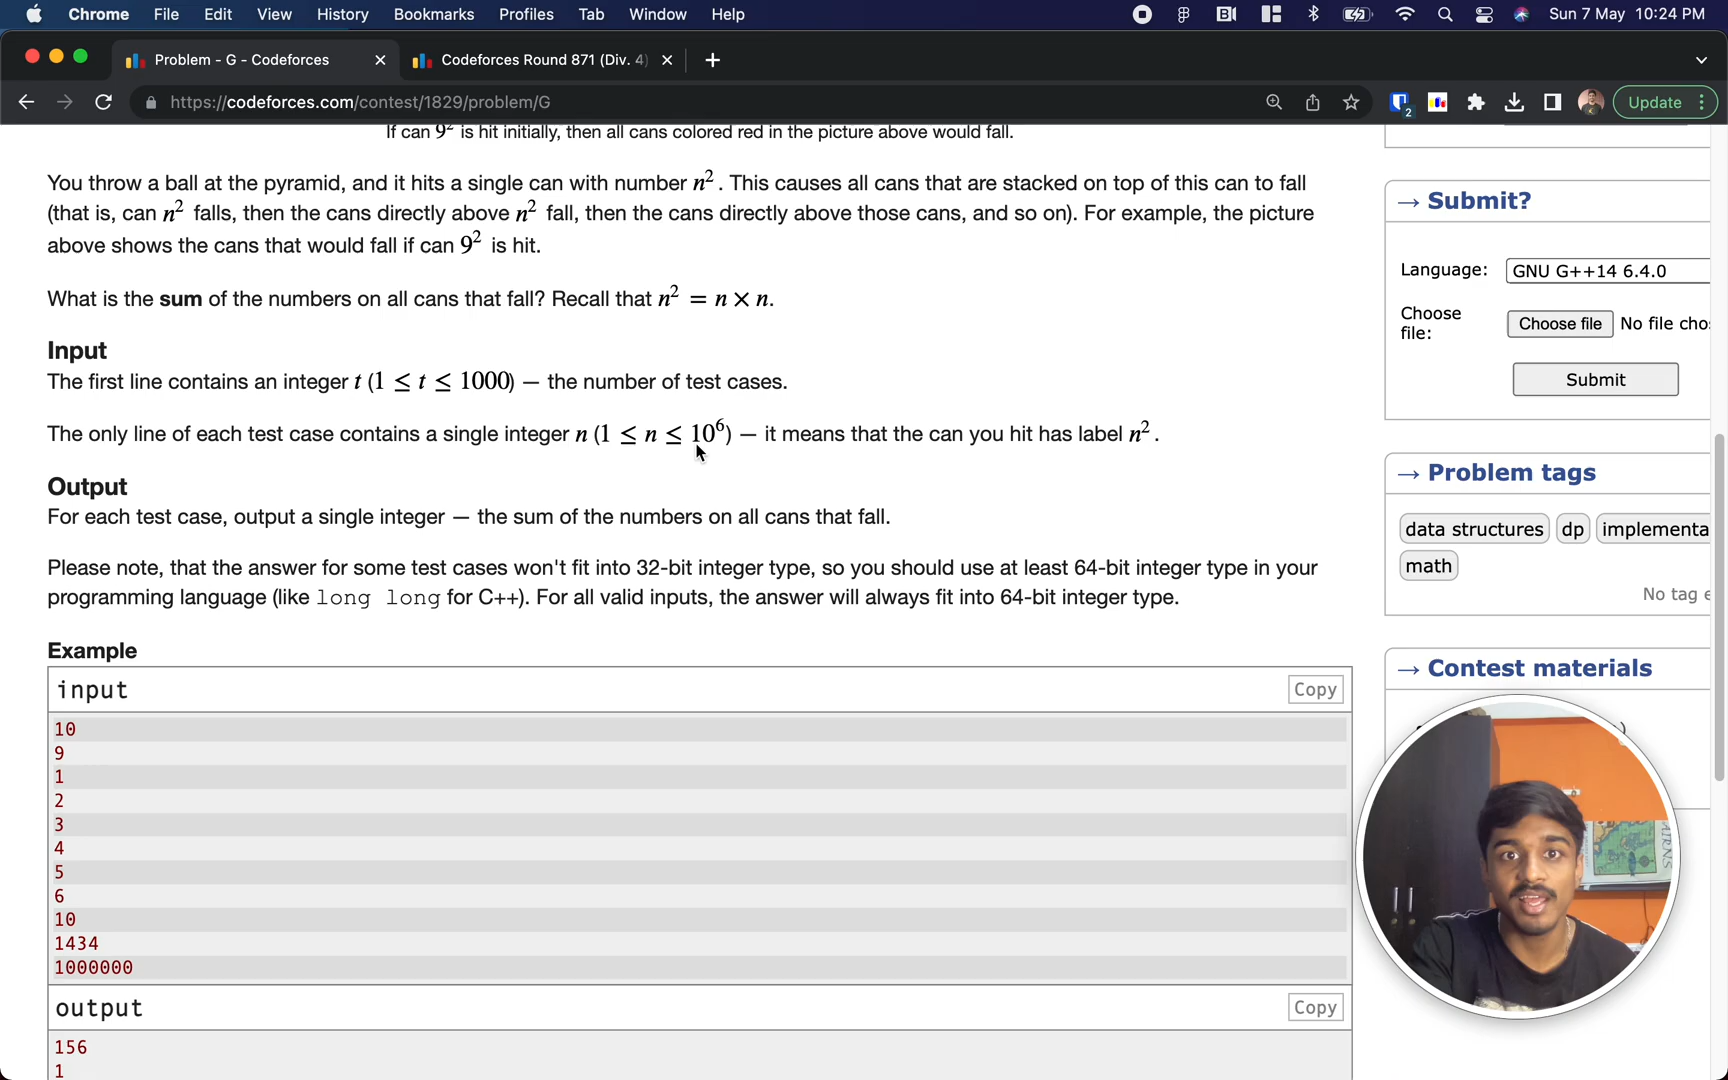 Chrome File Edit View History Bookmarks Profiles Tab Window Help Sun 7 May 10:24 PM
Problem - G - Codeforces Codeforces Round 871 (Div. 4)
https://codeforces.com/contest/1829/problem/G 2 Update
If can 9² is hit initially, then all cans colored red in the picture above would fall.
You throw a ball at the pyramid, and it hits a single can with number n². This causes all cans that are stacked on top of this can to fall
(that is, can n² falls, then the cans directly above n² fall, then the cans directly above those cans, and so on). For example, the picture
above shows the cans that would fall if can 9² is hit.
What is the sum of the numbers on all cans that fall? Recall that n² = n × n.
Input
The first line contains an integer t (1 ≤ t ≤ 1000) — the number of test cases.
The only line of each test case contains a single integer n (1 ≤ n ≤ 10⁶) — it means that the can you hit has label n².
Output
For each test case, output a single integer — the sum of the numbers on all cans that fall.
Please note, that the answer for some test cases won't fit into 32-bit integer type, so you should use at least 64-bit integer type in your
programming language (like long long for C++). For all valid inputs, the answer will always fit into 64-bit integer type.
Example
input Copy
10
9
1
2
3
4
5
6
10
1434
1000000
output Copy
156
1
→ Submit?
Language: GNU G++14 6.4.0
Choose
file: Choose file No file cho
Submit
→ Problem tags
data structures dp implementa
math
No tag e
→ Contest materials